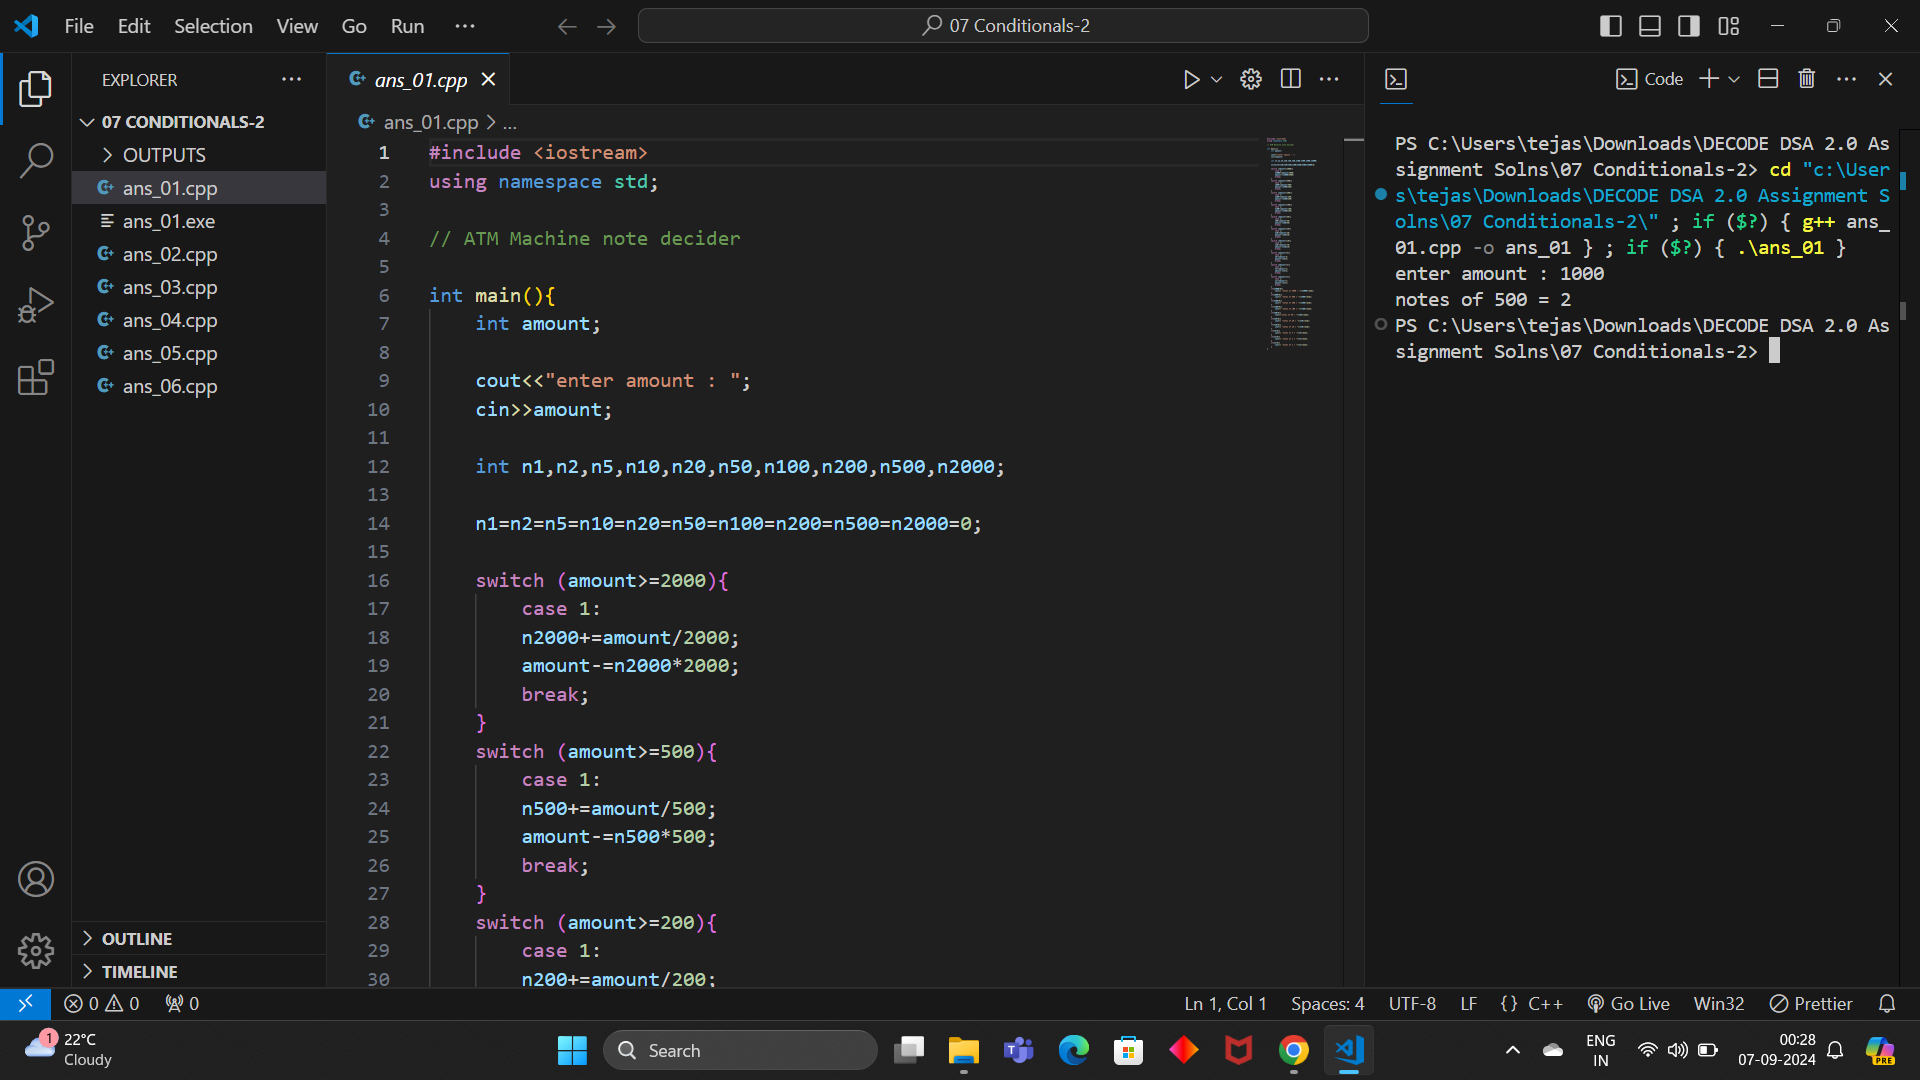 File Edit Selection View Go Run ...
07 Conditionals-2
EXPLORER
07 CONDITIONALS-2
OUTPUTS
ans_01.cpp
ans_01.exe
ans_02.cpp
ans_03.cpp
ans_04.cpp
ans_05.cpp
ans_06.cpp
OUTLINE
TIMELINE
ans_01.cpp
ans_01.cpp > ...
1 #include <iostream>
2 using namespace std;
3
4 // ATM Machine note decider
5
6 int main(){
7 int amount;
8
9 cout<<"enter amount : ";
10 cin>>amount;
11
12 int n1,n2,n5,n10,n20,n50,n100,n200,n500,n2000;
13
14 n1=n2=n5=n10=n20=n50=n100=n200=n500=n2000=0;
15
16 switch (amount>=2000){
17 case 1:
18 n2000+=amount/2000;
19 amount-=n2000*2000;
20 break;
21 }
22 switch (amount>=500){
23 case 1:
24 n500+=amount/500;
25 amount-=n500*500;
26 break;
27 }
28 switch (amount>=200){
29 case 1:
30 n200+=amount/200;
Code
PS C:\Users\tejas\Downloads\DECODE DSA 2.0 As
signment Solns\07 Conditionals-2> cd "c:\User
s\tejas\Downloads\DECODE DSA 2.0 Assignment S
olns\07 Conditionals-2\" ; if ($?) { g++ ans_
01.cpp -o ans_01 } ; if ($?) { .\ans_01 }
enter amount : 1000
notes of 500 = 2
PS C:\Users\tejas\Downloads\DECODE DSA 2.0 As
signment Solns\07 Conditionals-2>
0 0 0
Ln 1, Col 1 Spaces: 4 UTF-8 LF {} C++ Go Live Win32 Prettier
1
22°C
Cloudy
Search
ENG
IN
00:28
07-09-2024
PRE